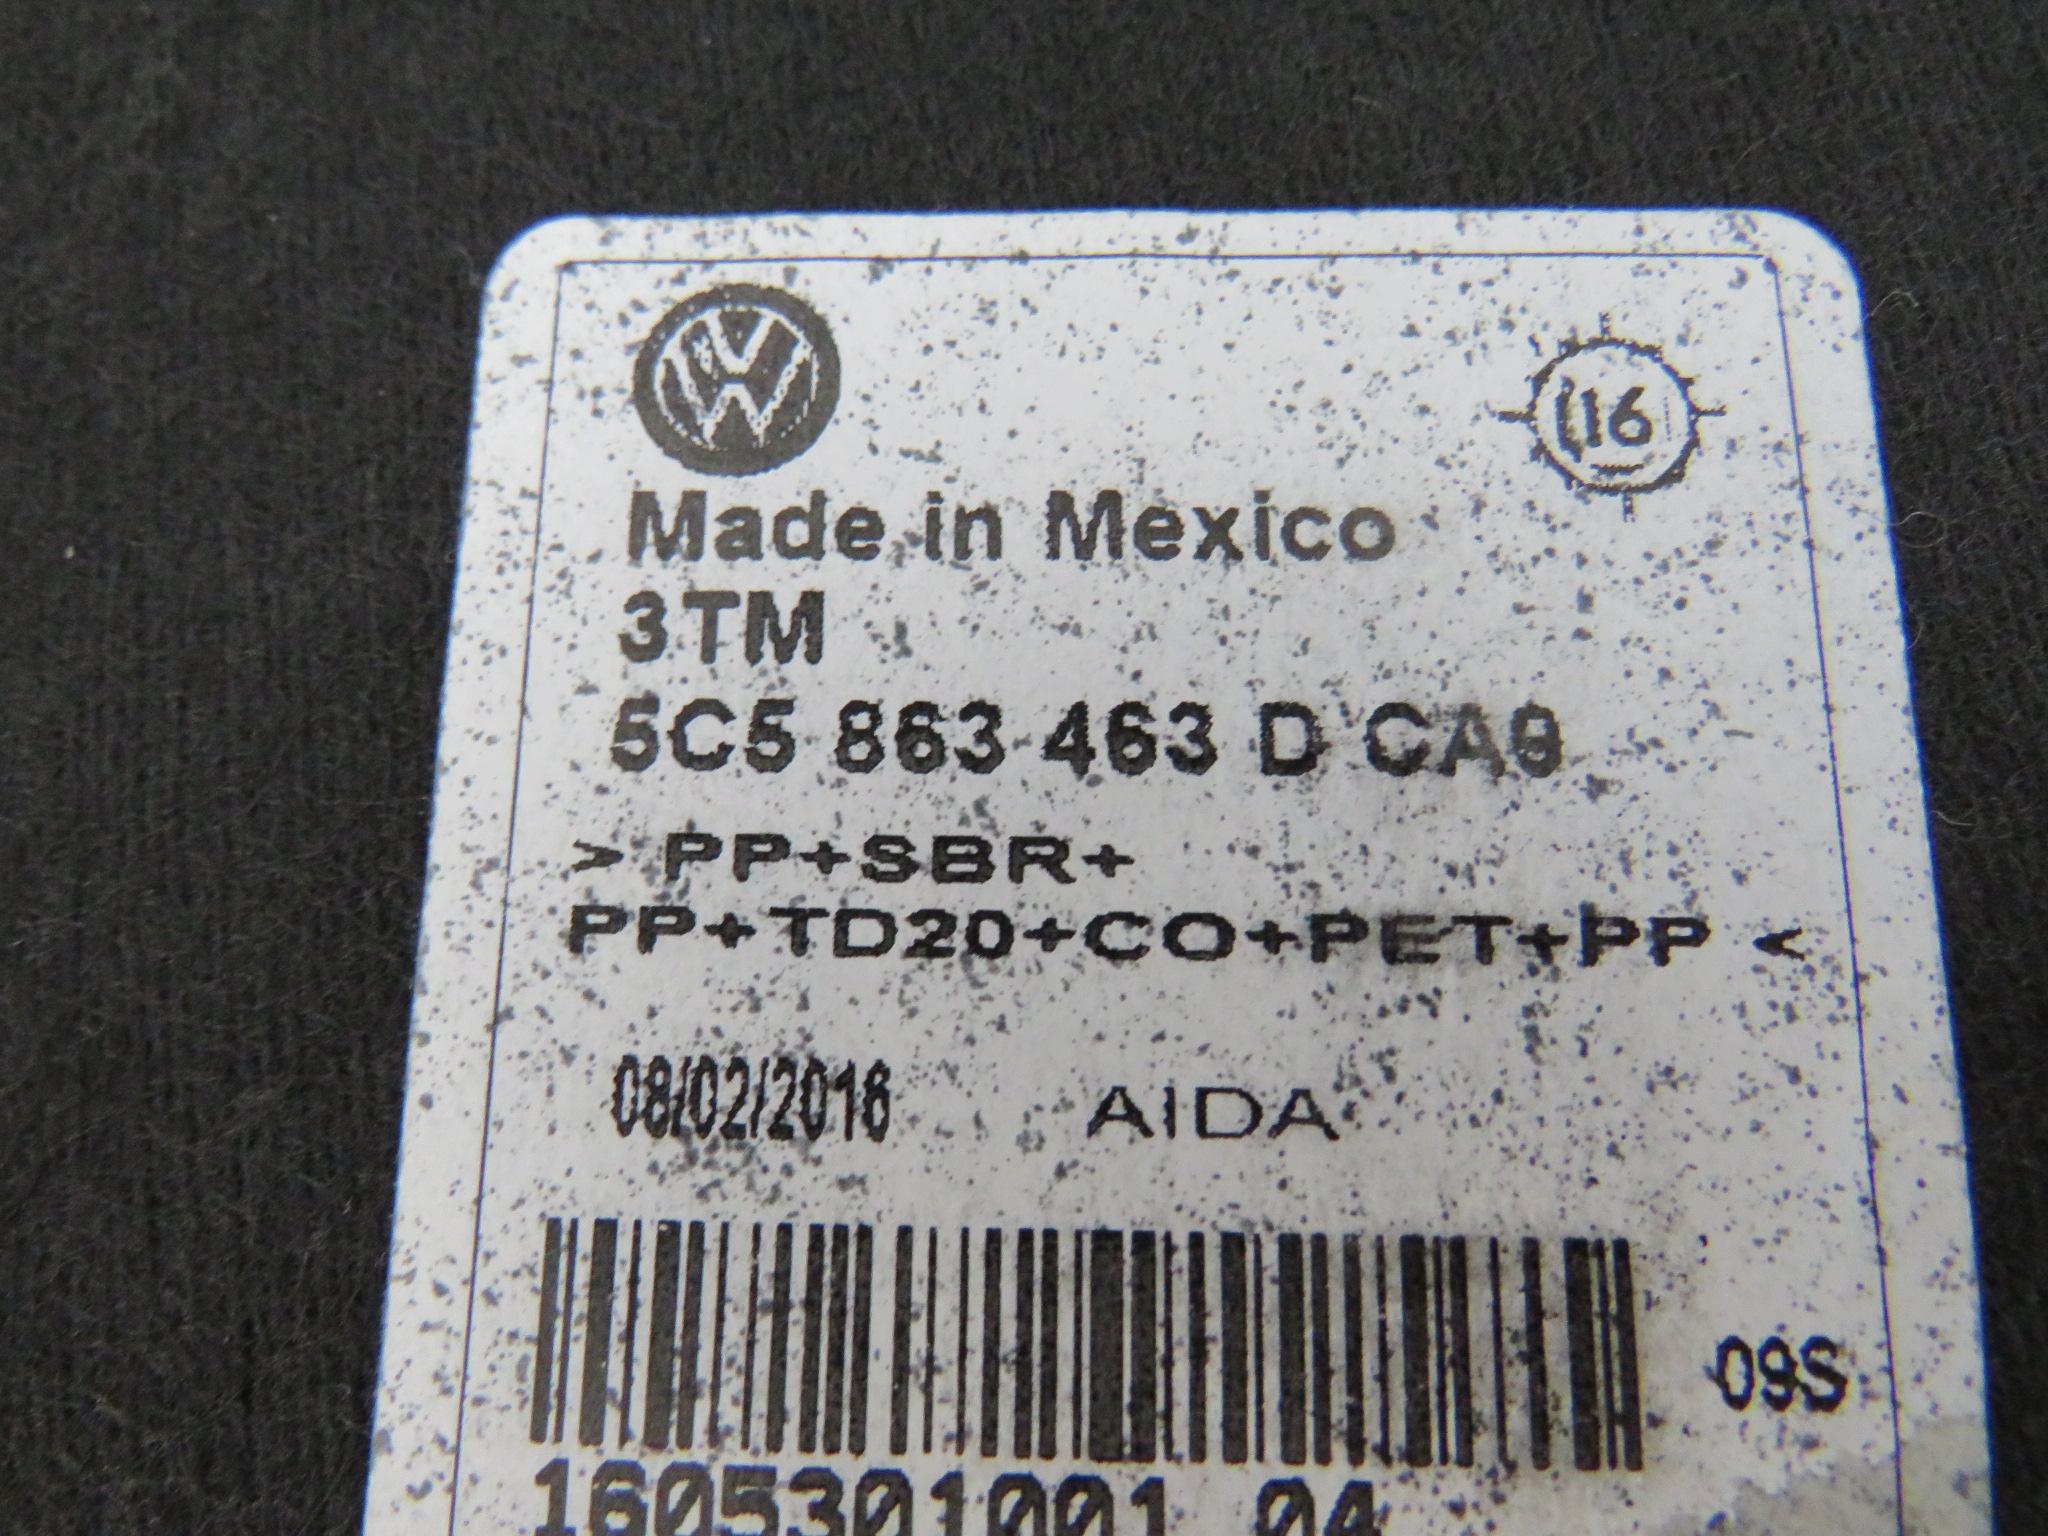 116
Made in Mexico
3TM
5C5 863 463 D CA9
> PP+SBR+
PP+TD20+CO+PET+PP <
08/02/2016 AIDA
09S
1605301001 04